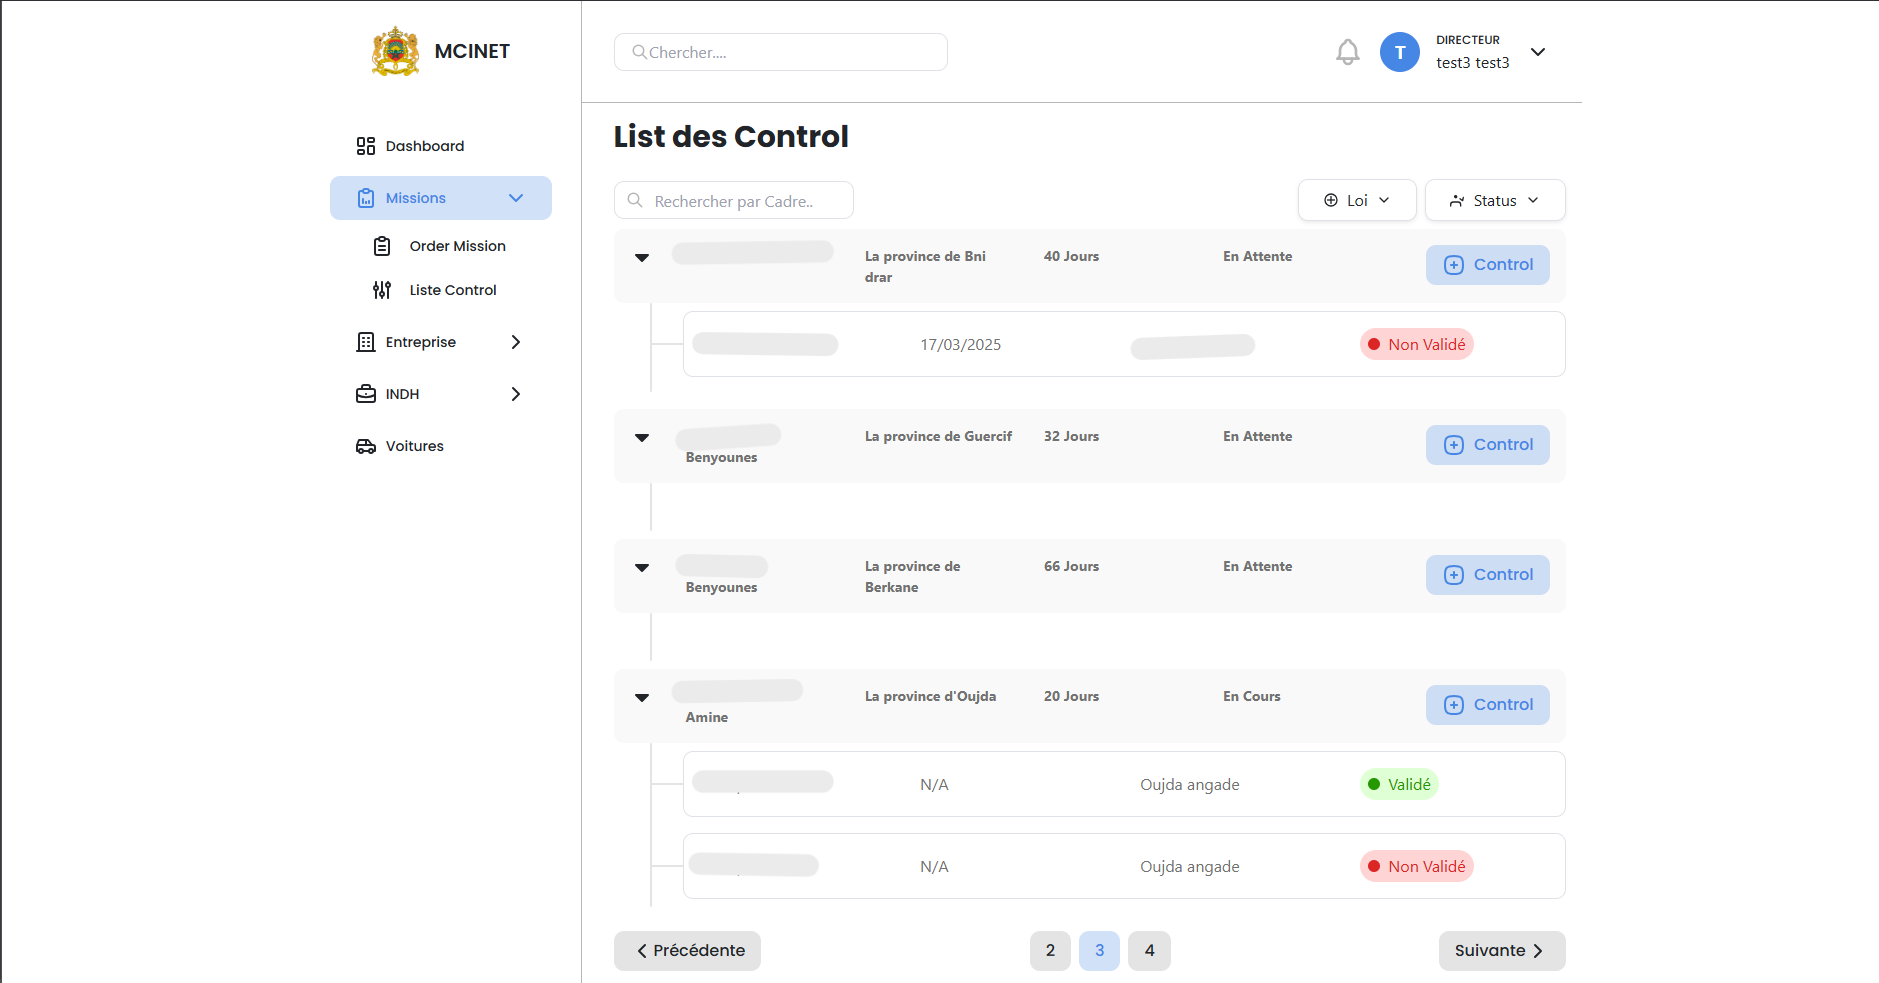 MCINET
Chercher....
T
DIRECTEUR
test3 test3
Dashboard
Missions
Order Mission
Liste Control
Entreprise
INDH
Voitures
List des Control
Rechercher par Cadre..
Loi
Status
La province de Bni
drar
40 Jours
En Attente
Control
17/03/2025
Non Validé
Benyounes
La province de Guercif
32 Jours
En Attente
Control
Benyounes
La province de
Berkane
66 Jours
En Attente
Control
Amine
La province d'Oujda
20 Jours
En Cours
Control
N/A
Oujda angade
Validé
N/A
Oujda angade
Non Validé
Précédente
2
3
4
Suivante